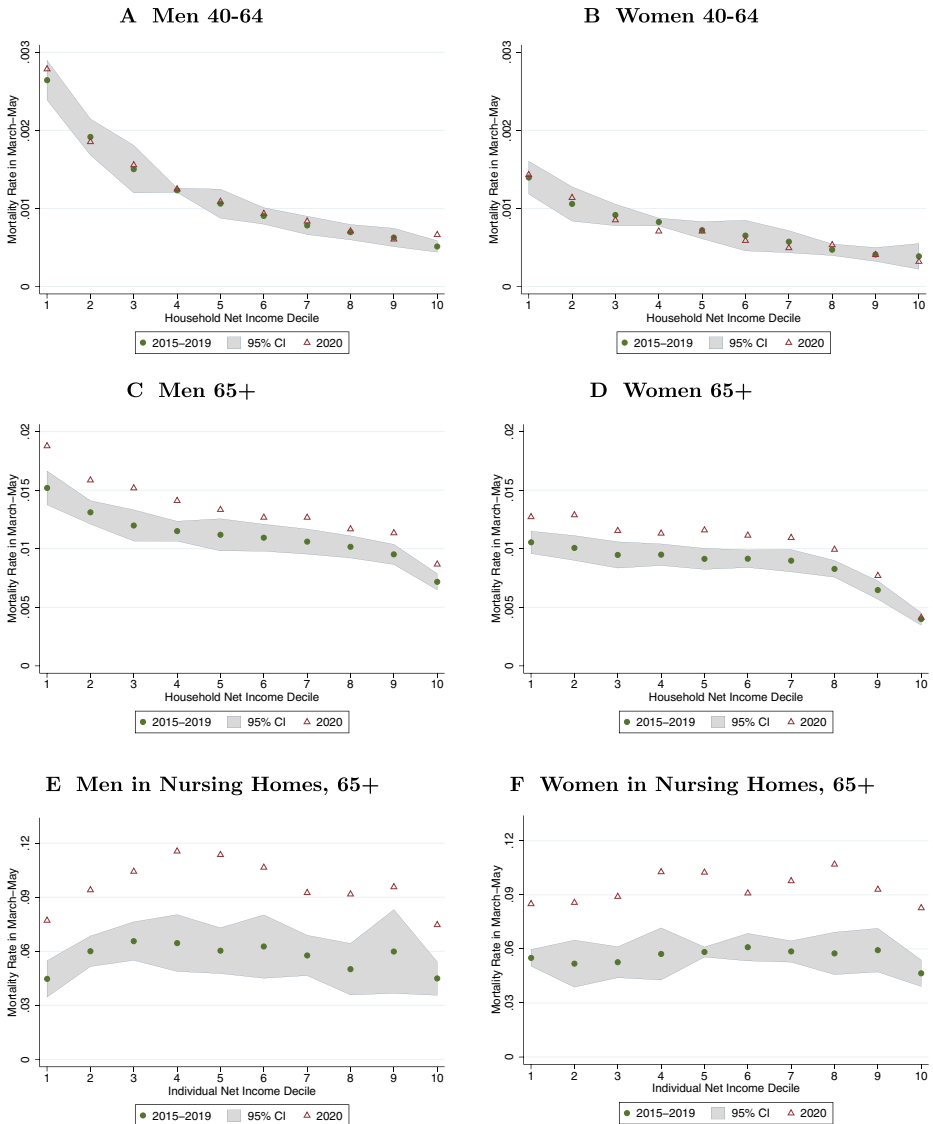 A Men 40-64
Mortality Rate in March–May
.003
.002
.001
0
1 2 3 4 5 6 7 8 9 10
Household Net Income Decile
2015–2019 95% CI 2020
B Women 40-64
Mortality Rate in March–May
.003
.002
.001
0
1 2 3 4 5 6 7 8 9 10
Household Net Income Decile
2015–2019 95% CI 2020
C Men 65+
Mortality Rate in March–May
.02
.015
.01
.005
0
1 2 3 4 5 6 7 8 9 10
Household Net Income Decile
2015–2019 95% CI 2020
D Women 65+
Mortality Rate in March–May
.02
.015
.01
.005
0
1 2 3 4 5 6 7 8 9 10
Household Net Income Decile
2015–2019 95% CI 2020
E Men in Nursing Homes, 65+
Mortality Rate in March–May
.12
.09
.06
.03
0
1 2 3 4 5 6 7 8 9 10
Individual Net Income Decile
2015–2019 95% CI 2020
F Women in Nursing Homes, 65+
Mortality Rate in March–May
.12
.09
.06
.03
0
1 2 3 4 5 6 7 8 9 10
Individual Net Income Decile
2015–2019 95% CI 2020